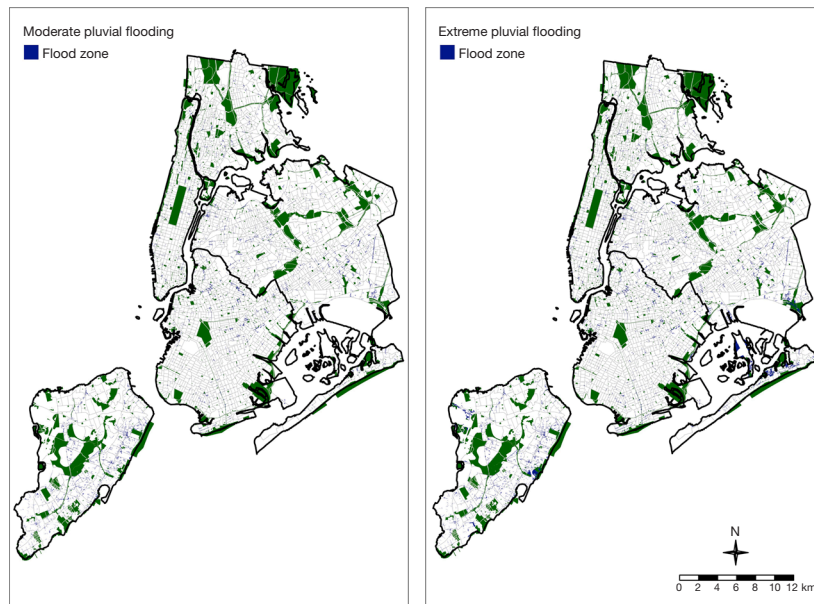 Moderate pluvial flooding
Flood zone
Extreme pluvial flooding
Flood zone
N
0 2 4 6 8 10 12 km